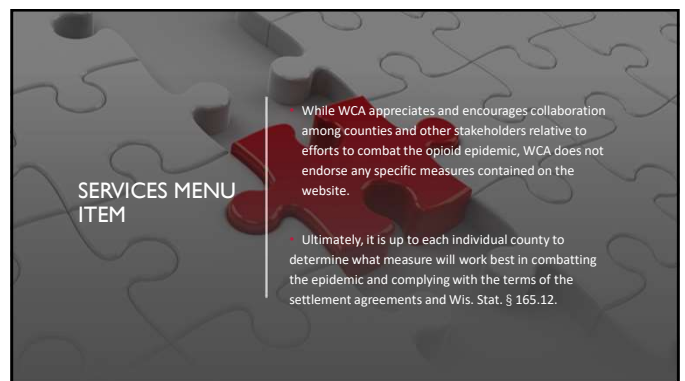 SERVICES MENU
ITEM
• While WCA appreciates and encourages collaboration
among counties and other stakeholders relative to
efforts to combat the opioid epidemic, WCA does not
endorse any specific measures contained on the
website.
• Ultimately, it is up to each individual county to
determine what measure will work best in combatting
the epidemic and complying with the terms of the
settlement agreements and Wis. Stat. § 165.12.